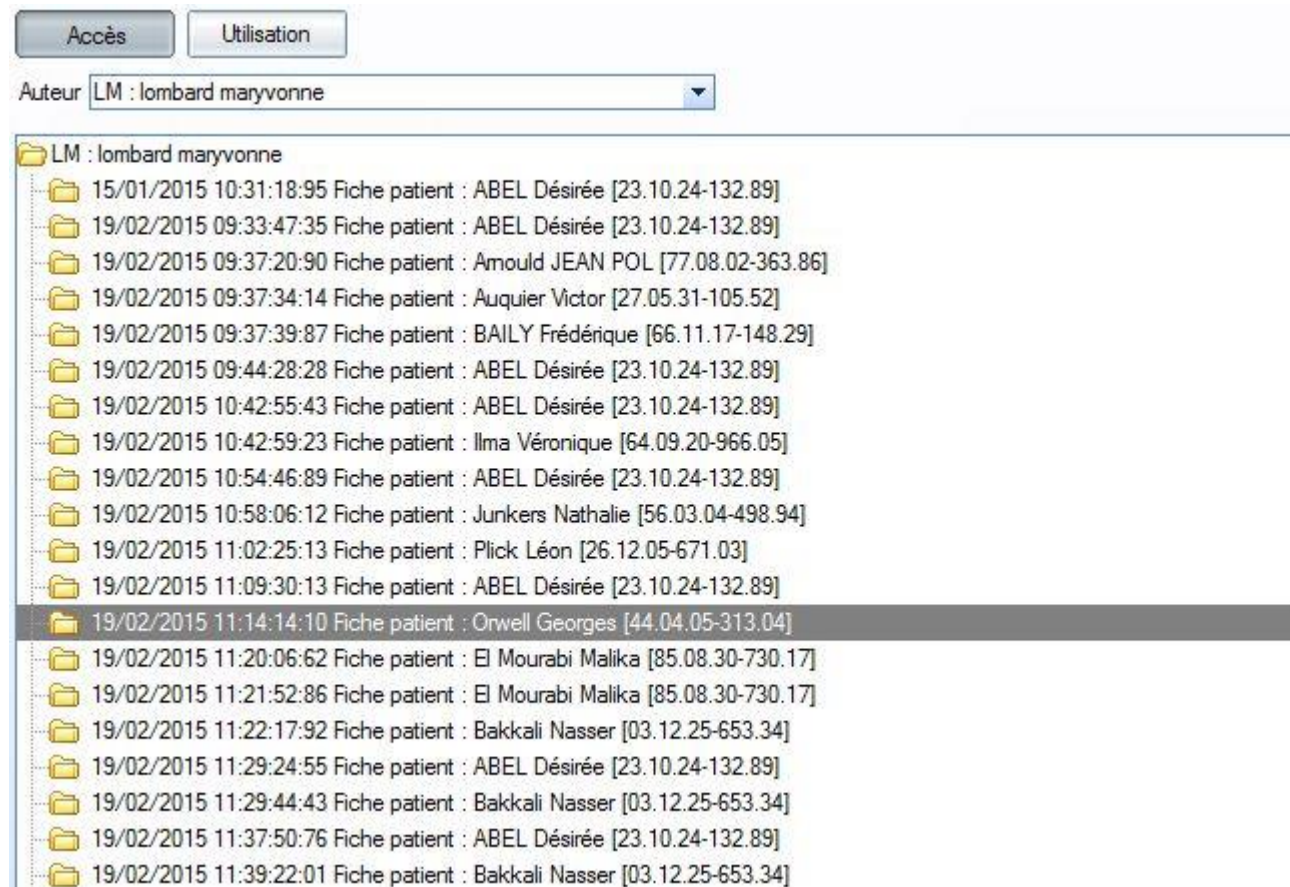 Accès Utilisation
Auteur LM : lombard maryvonne
LM : lombard maryvonne
15/01/2015 10:31:18:95 Fiche patient : ABEL Désirée [23.10.24-132.89]
19/02/2015 09:33:47:35 Fiche patient : ABEL Désirée [23.10.24-132.89]
19/02/2015 09:37:20:90 Fiche patient : Arnould JEAN POL [77.08.02-363.86]
19/02/2015 09:37:34:14 Fiche patient : Auquier Victor [27.05.31-105.52]
19/02/2015 09:37:39:87 Fiche patient : BAILY Frédérique [66.11.17-148.29]
19/02/2015 09:44:28:28 Fiche patient : ABEL Désirée [23.10.24-132.89]
19/02/2015 10:42:55:43 Fiche patient : ABEL Désirée [23.10.24-132.89]
19/02/2015 10:42:59:23 Fiche patient : Ilma Véronique [64.09.20-966.05]
19/02/2015 10:54:46:89 Fiche patient : ABEL Désirée [23.10.24-132.89]
19/02/2015 10:58:06:12 Fiche patient : Junkers Nathalie [56.03.04-498.94]
19/02/2015 11:02:25:13 Fiche patient : Plick Léon [26.12.05-671.03]
19/02/2015 11:09:30:13 Fiche patient : ABEL Désirée [23.10.24-132.89]
19/02/2015 11:14:14:10 Fiche patient : Orwell Georges [44.04.05-313.04]
19/02/2015 11:20:06:62 Fiche patient : El Mourabi Malika [85.08.30-730.17]
19/02/2015 11:21:52:86 Fiche patient : El Mourabi Malika [85.08.30-730.17]
19/02/2015 11:22:17:92 Fiche patient : Bakkali Nasser [03.12.25-653.34]
19/02/2015 11:29:24:55 Fiche patient : ABEL Désirée [23.10.24-132.89]
19/02/2015 11:29:44:43 Fiche patient : Bakkali Nasser [03.12.25-653.34]
19/02/2015 11:37:50:76 Fiche patient : ABEL Désirée [23.10.24-132.89]
19/02/2015 11:39:22:01 Fiche patient : Bakkali Nasser [03.12.25-653.34]